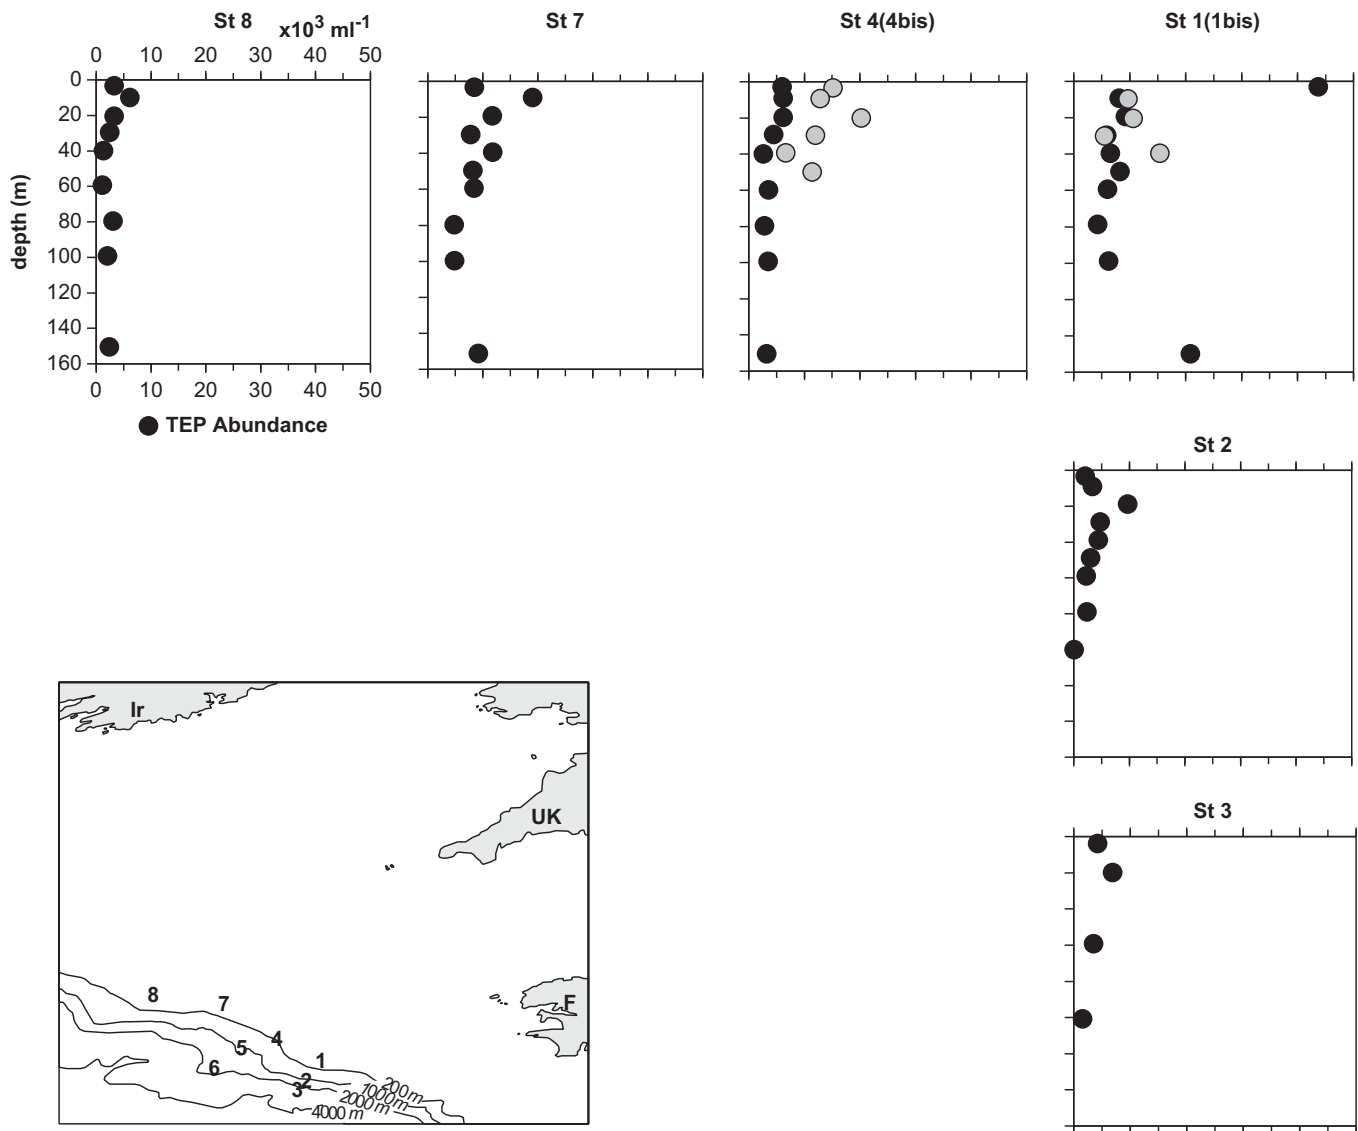 St 8 x10³ ml⁻¹ St 7 St 4(4bis) St 1(1bis)
0 10 20 30 40 50
0
20
40
60
80
100
120
140
160
depth (m)
0 10 20 30 40 50
TEP Abundance
St 2
St 3
Ir
UK
F
8
7
4
5
1
6
2
3
200 m
1000 m
2000 m
4000 m